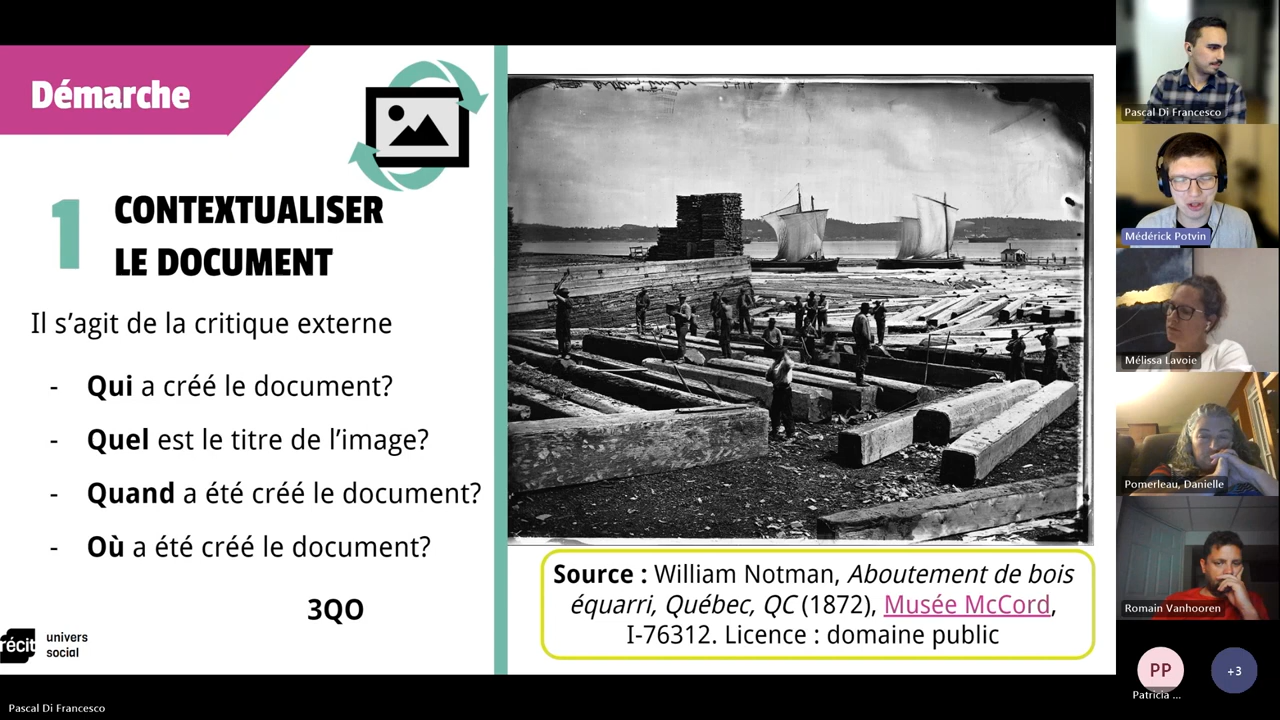 Démarche
1
CONTEXTUALISER
LE DOCUMENT
Il s’agit de la critique externe
- Qui a créé le document?
- Quel est le titre de l’image?
- Quand a été créé le document?
- Où a été créé le document?
3QO
récit
univers
social
Source : William Notman, Aboutement de bois
équarri, Québec, QC (1872), Musée McCord,
I-76312. Licence : domaine public
Pascal Di Francesco
Pascal Di Francesco
Médérick Potvin
Mélissa Lavoie
Pomerleau, Danielle
Romain Vanhooren
PP
Patricia ...
+3